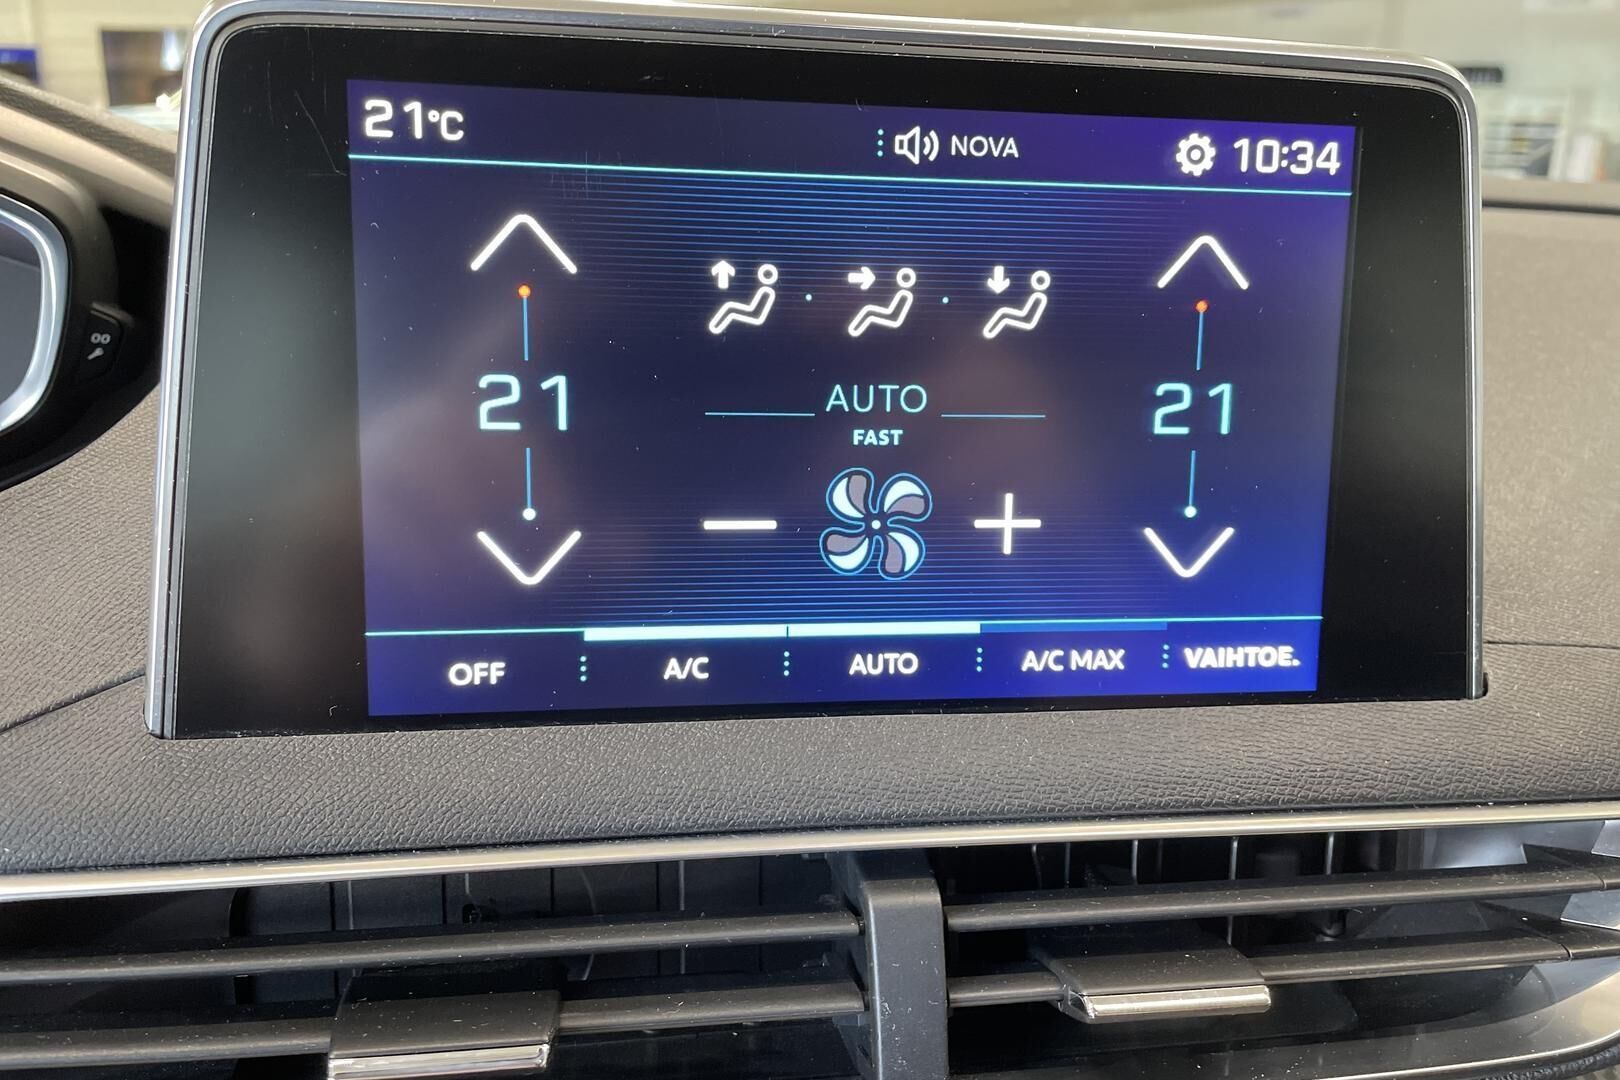 21°C NOVA 10:34
21 AUTO 21
FAST
OFF A/C AUTO A/C MAX VAIHTOE.